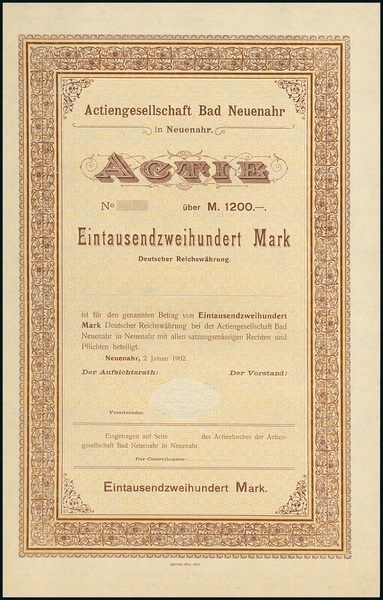 Actiengesellschaft Bad Neuenahr
in Neuenahr.
ACTIE
No über M. 1200.—.
Eintausendzweihundert Mark
Deutscher Reichswährung.
ist für den genannten Betrag von Eintausendzweihundert
Mark Deutscher Reichswährung bei der Actiengesellschaft Bad
Neuenahr in Neuenahr mit allen satzungsmässigen Rechten und
Pflichten beteiligt.
Neuenahr, 2. Januar 1902.
Der Aufsichtsrath: Der Vorstand:
Vorsitzender.
Eingetragen auf Seite des Actienbuches der Actien-
gesellschaft Bad Neuenahr in Neuenahr.
Der Controlbeamte:
Eintausendzweihundert Mark.